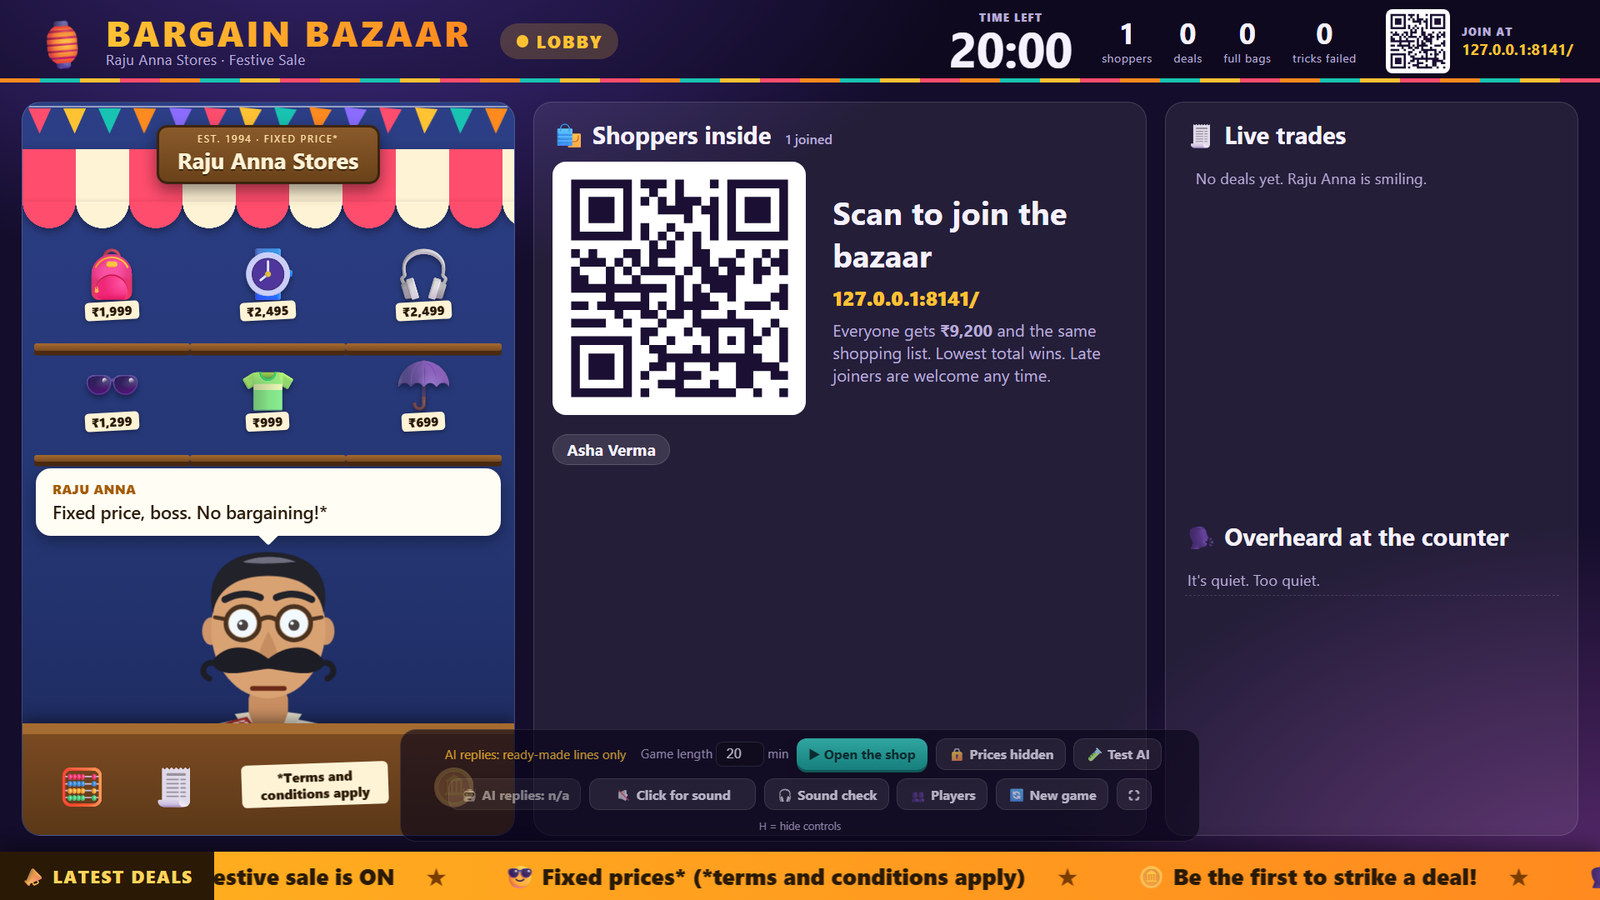 BARGAIN BAZAAR
Raju Anna Stores · Festive Sale
LOBBY
TIME LEFT
20:00
1
shoppers
0
deals
0
full bags
0
tricks failed
JOIN AT
127.0.0.1:8141/
EST. 1994 · FIXED PRICE*
Raju Anna Stores
₹1,999
₹2,495
₹2,499
₹1,299
₹999
₹699
RAJU ANNA
Fixed price, boss. No bargaining!*
*Terms and
conditions apply
Shoppers inside
1 joined
Scan to join the
bazaar
127.0.0.1:8141/
Everyone gets ₹9,200 and the same
shopping list. Lowest total wins. Late
joiners are welcome any time.
Asha Verma
Live trades
No deals yet. Raju Anna is smiling.
Overheard at the counter
It's quiet. Too quiet.
AI replies: ready-made lines only
Game length 20 min
Open the shop
Prices hidden
Test AI
AI replies: n/a
Click for sound
Sound check
Players
New game
H = hide controls
LATEST DEALS
estive sale is ON ★ Fixed prices* (*terms and conditions apply) ★ Be the first to strike a deal! ★